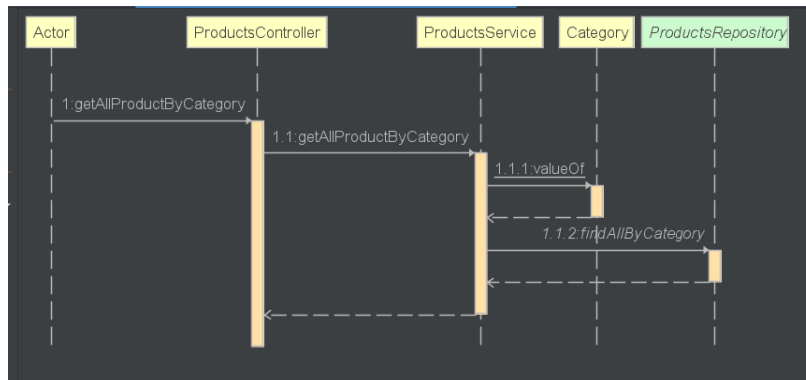 Actor
ProductsController
ProductsService
Category
ProductsRepository
1:getAllProductByCategory
1.1:getAllProductByCategory
1.1.1:valueOf
1.1.2:findAllByCategory